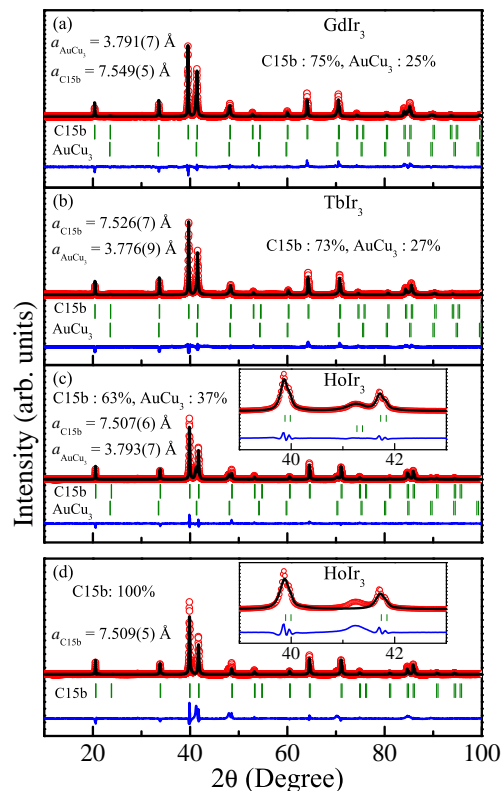 Intensity (arb. units)
(a)
GdIr₃
a_AuCu₃ = 3.791(7) Å
a_C15b = 7.549(5) Å
C15b : 75%, AuCu₃ : 25%
C15b
AuCu₃
(b)
TbIr₃
a_C15b = 7.526(7) Å
a_AuCu₃ = 3.776(9) Å
C15b : 73%, AuCu₃ : 27%
C15b
AuCu₃
(c)
C15b : 63%, AuCu₃ : 37%
a_C15b = 7.507(6) Å
a_AuCu₃ = 3.793(7) Å
HoIr₃
40 42
C15b
AuCu₃
(d)
C15b: 100%
a_C15b = 7.509(5) Å
HoIr₃
40 42
C15b
20 40 60 80 100
2θ (Degree)